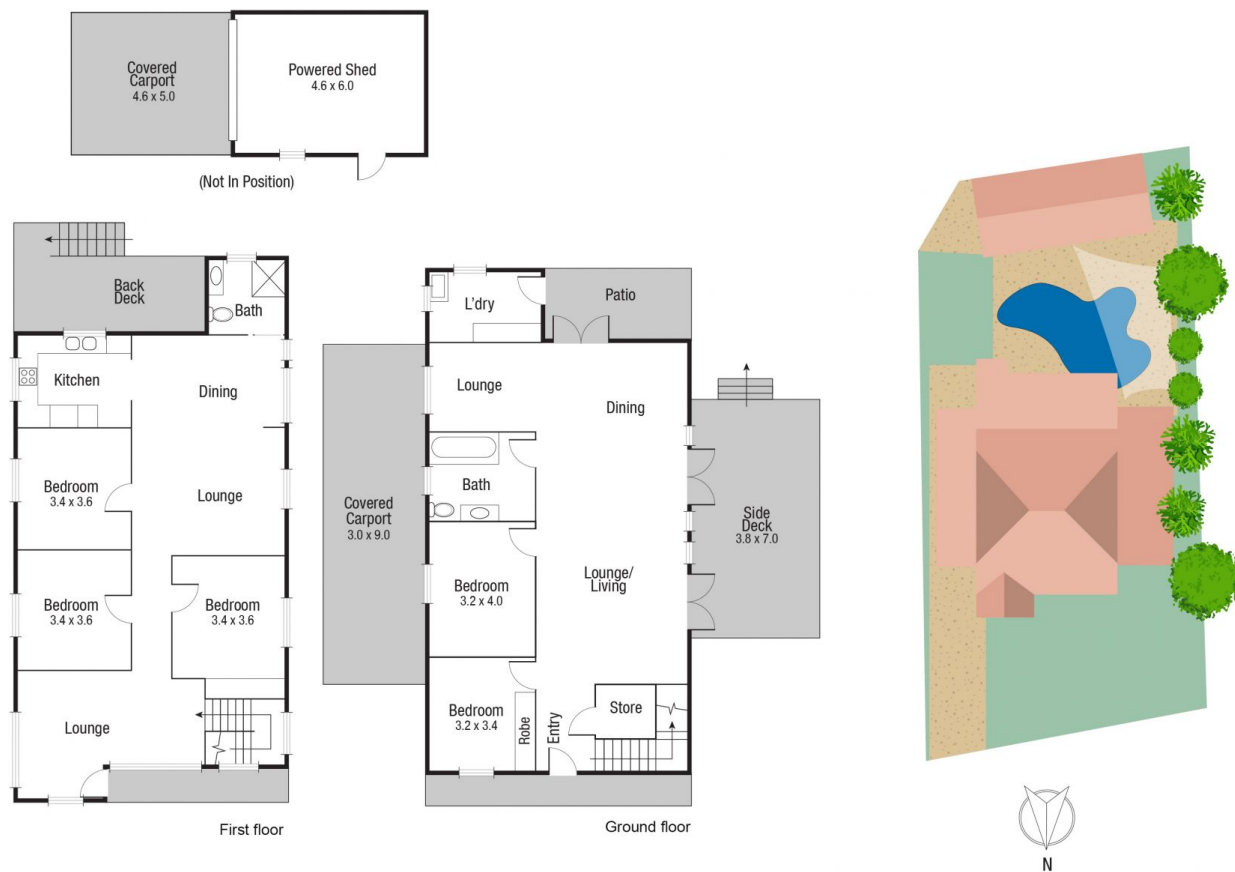 Covered
Carport
4.6 x 5.0
Powered Shed
4.6 x 6.0
(Not In Position)
Back
Deck
Bath
Kitchen
Dining
Bedroom
3.4 x 3.6
Lounge
Bedroom
3.4 x 3.6
Bedroom
3.4 x 3.6
Lounge
First floor
L'dry
Patio
Lounge
Dining
Bath
Covered
Carport
3.0 x 9.0
Side
Deck
3.8 x 7.0
Bedroom
3.2 x 4.0
Lounge/
Living
Bedroom
3.2 x 3.4
Robe
Entry
Store
Ground floor
N